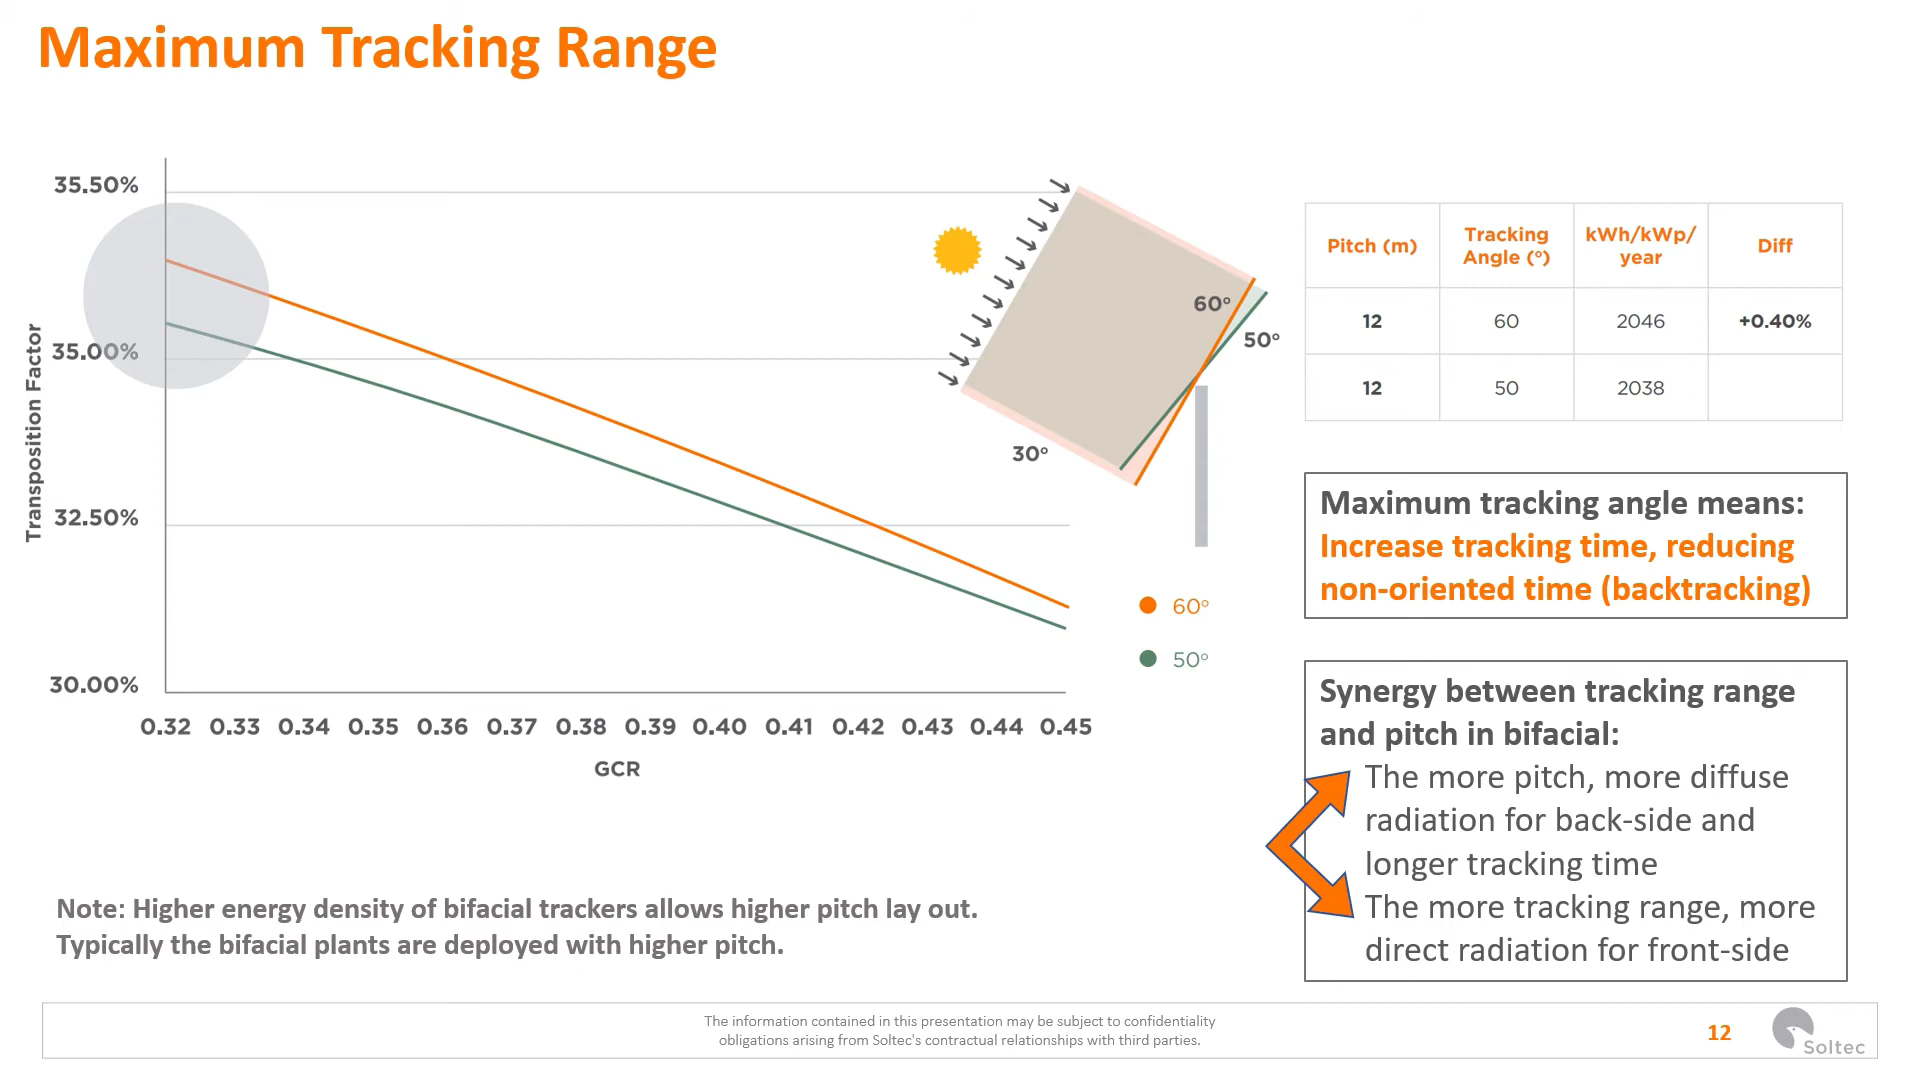 Maximum Tracking Range
35.50%
35.00%
32.50%
30.00%
Transposition Factor
0.32 0.33 0.34 0.35 0.36 0.37 0.38 0.39 0.40 0.41 0.42 0.43 0.44 0.45
GCR
60º
50º
30º
60º
50º
Pitch (m) Tracking Angle (º) kWh/kWp/ year Diff
12 60 2046 +0.40%
12 50 2038
Maximum tracking angle means:
Increase tracking time, reducing
non-oriented time (backtracking)
Synergy between tracking range
and pitch in bifacial:
The more pitch, more diffuse
radiation for back-side and
longer tracking time
The more tracking range, more
direct radiation for front-side
Note: Higher energy density of bifacial trackers allows higher pitch lay out.
Typically the bifacial plants are deployed with higher pitch.
The information contained in this presentation may be subject to confidentiality
obligations arising from Soltec's contractual relationships with third parties.
12
Soltec